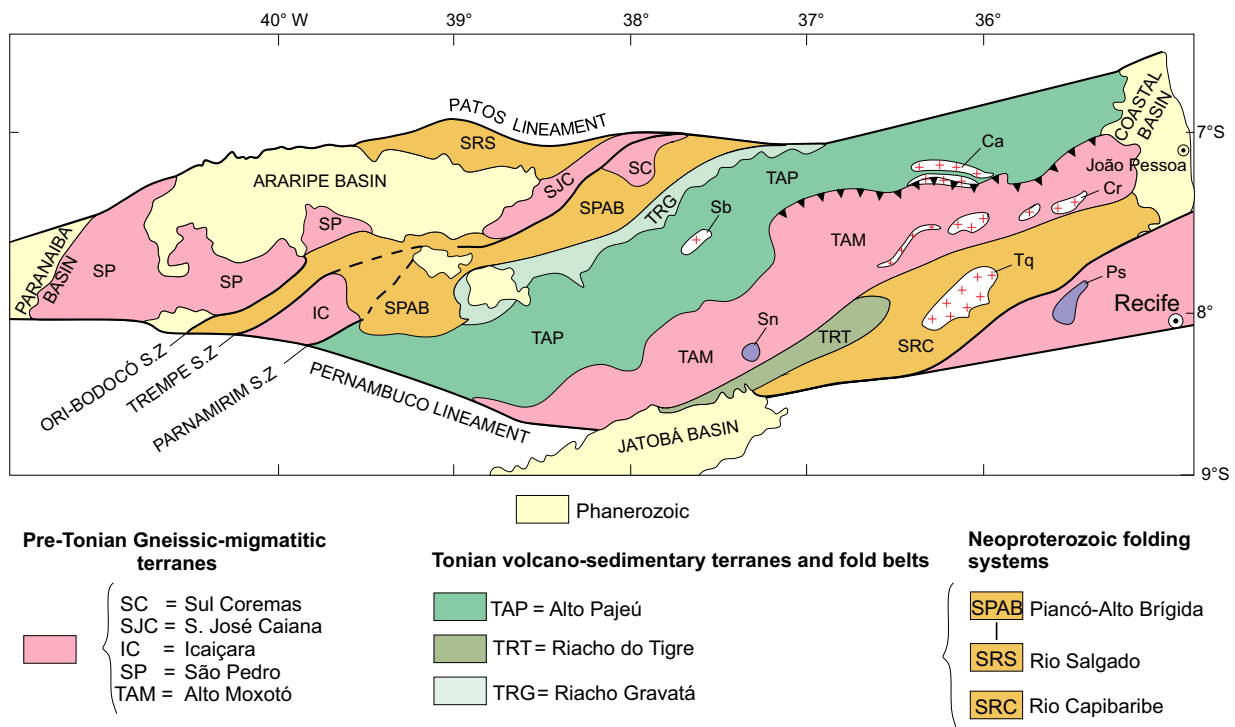 40° W
39°
38°
37°
36°
PATOS LINEAMENT
COASTAL
BASIN
7°S
SRS
Ca
João Pessoa
ARARIPE BASIN
SJC
SC
TAP
Cr
SPAB
TRG
Sb
SP
TAM
PARANAIBA
BASIN
SP
SP
Tq
Ps
Recife
8°S
IC
SPAB
TAP
Sn
TAM
TRT
SRC
ORI-BODOCÓ S.Z
TREMPE S.Z
PARNAMIRIM S.Z
PERNAMBUCO LINEAMENT
JATOBÁ BASIN
9°S
Phanerozoic
Pre-Tonian Gneissic-migmatitic
terranes
SC = Sul Coremas
SJC = S. José Caiana
IC = Icaiçara
SP = São Pedro
TAM = Alto Moxotó
Tonian volcano-sedimentary terranes and fold belts
TAP = Alto Pajeú
TRT = Riacho do Tigre
TRG= Riacho Gravatá
Neoproterozoic folding
systems
SPAB Piancó-Alto Brígida
SRS Rio Salgado
SRC Rio Capibaribe